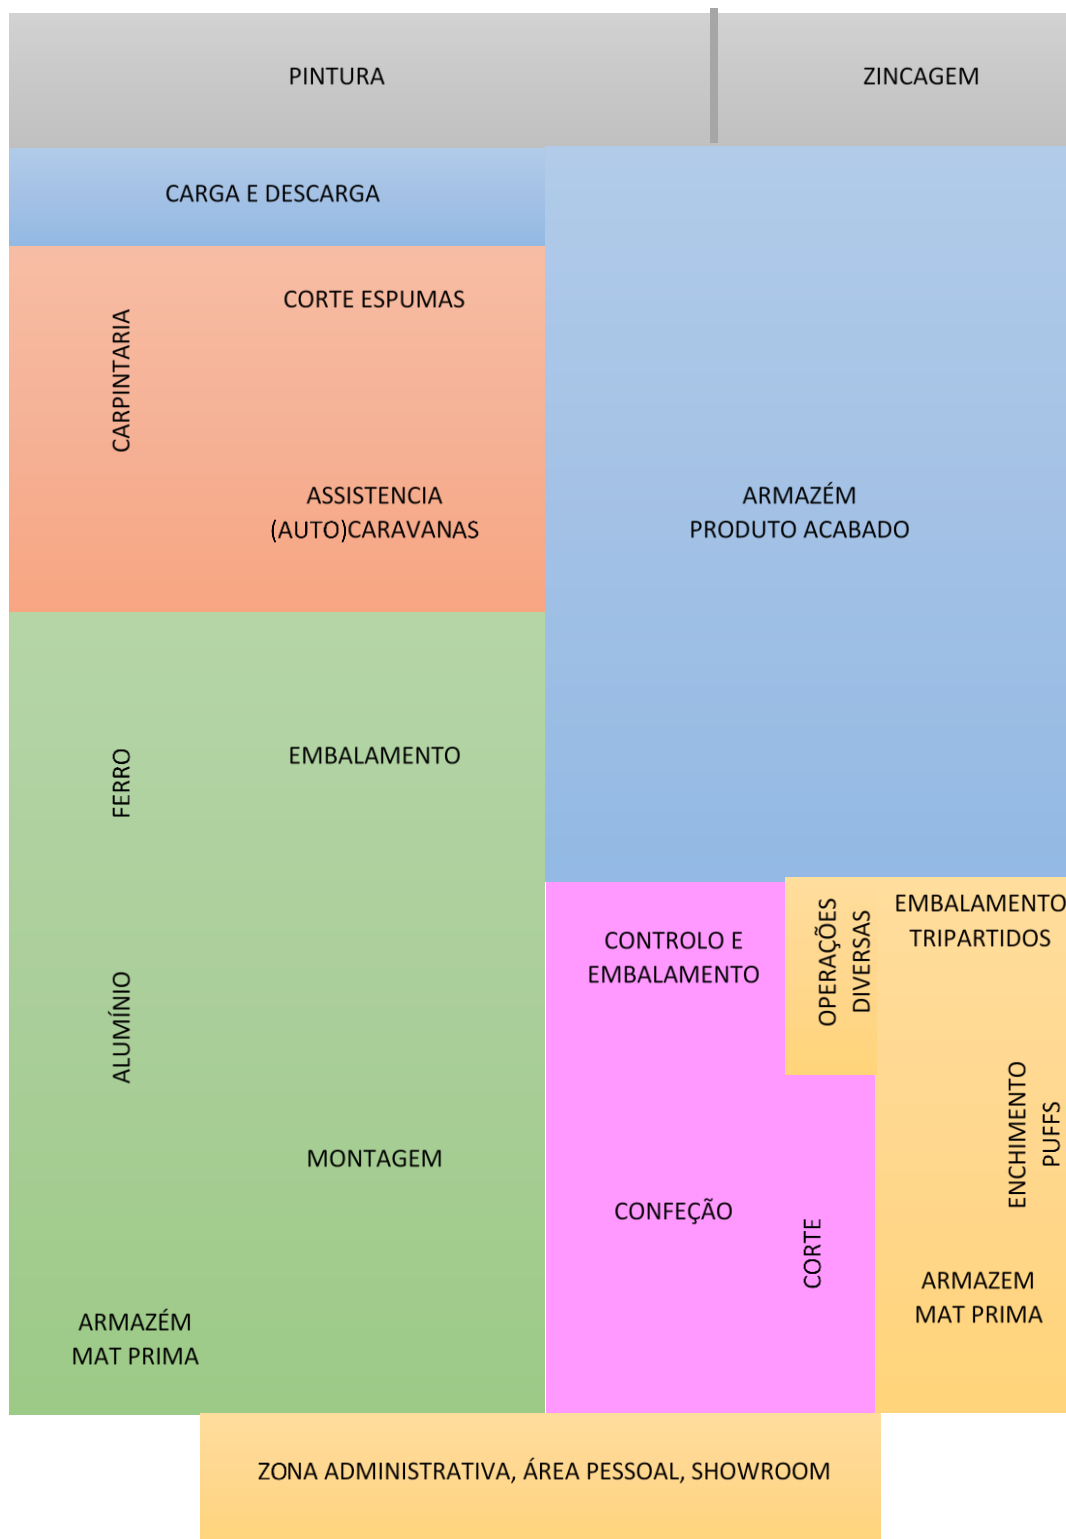 PINTURA
ZINCAGEM
CARGA E DESCARGA
CORTE ESPUMAS
CARPINTARIA
ASSISTENCIA
(AUTO)CARAVANAS
ARMAZÉM
PRODUTO ACABADO
FERRO
EMBALAMENTO
CONTROLO E
EMBALAMENTO
OPERAÇÕES
DIVERSAS
EMBALAMENTO
TRIPARTIDOS
ALUMÍNIO
MONTAGEM
ENCHIMENTO
PUFFS
CONFEÇÃO
CORTE
ARMAZÉM
MAT PRIMA
ARMAZEM
MAT PRIMA
ZONA ADMINISTRATIVA, ÁREA PESSOAL, SHOWROOM